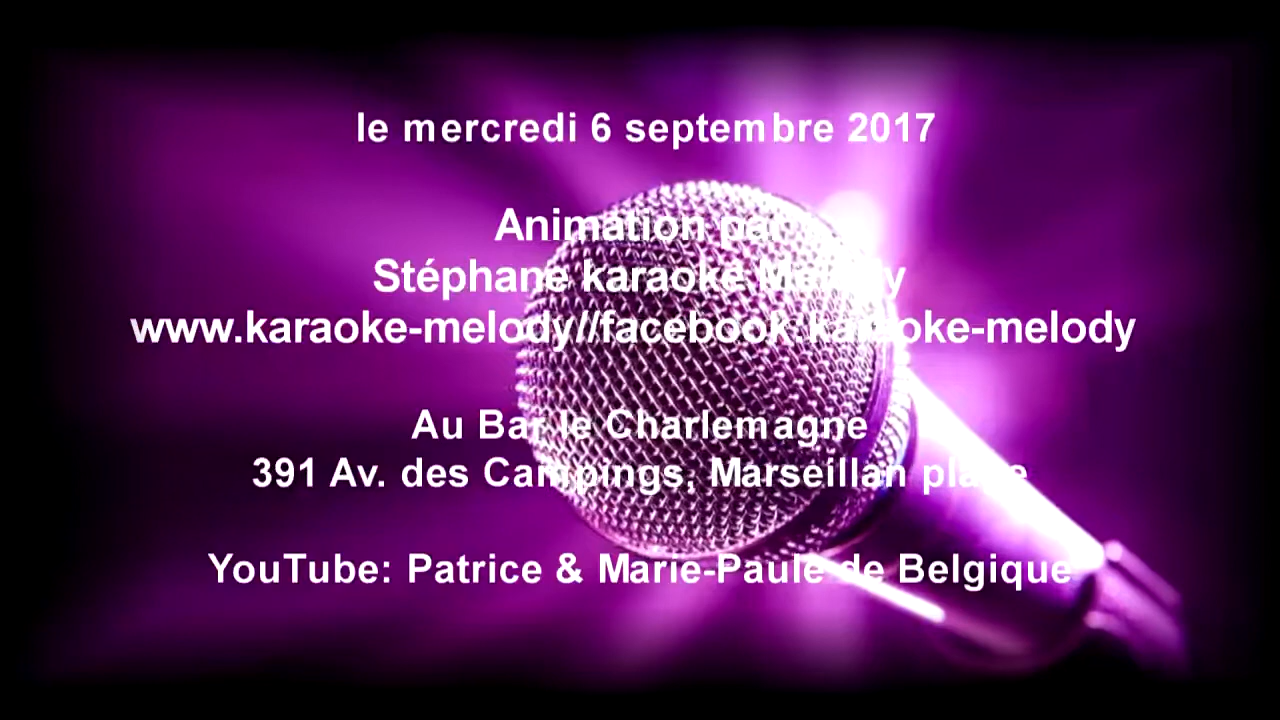 le mercredi 6 septembre 2017
Animation par
Stéphane karaoké Melody
www.karaoke-melody//facebook.karaoke-melody
Au Bar le Charlemagne
391 Av. des Campings, Marseillan plage
YouTube: Patrice & Marie-Paule de Belgique